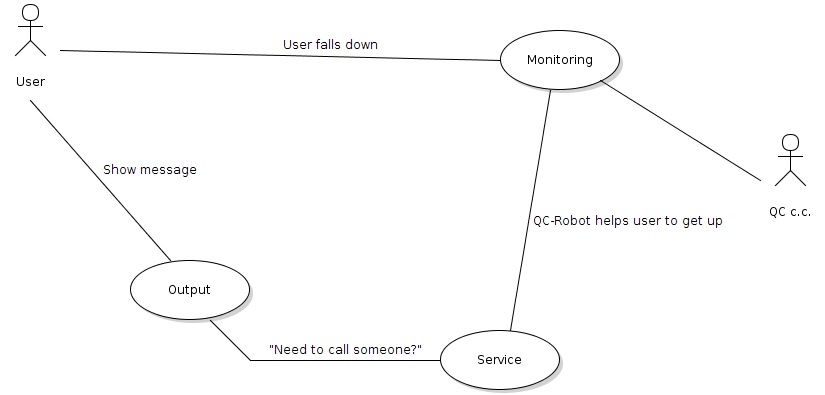 User falls down
Monitoring
User
Show message
QC c.c.
QC-Robot helps user to get up
Output
"Need to call someone?"
Service